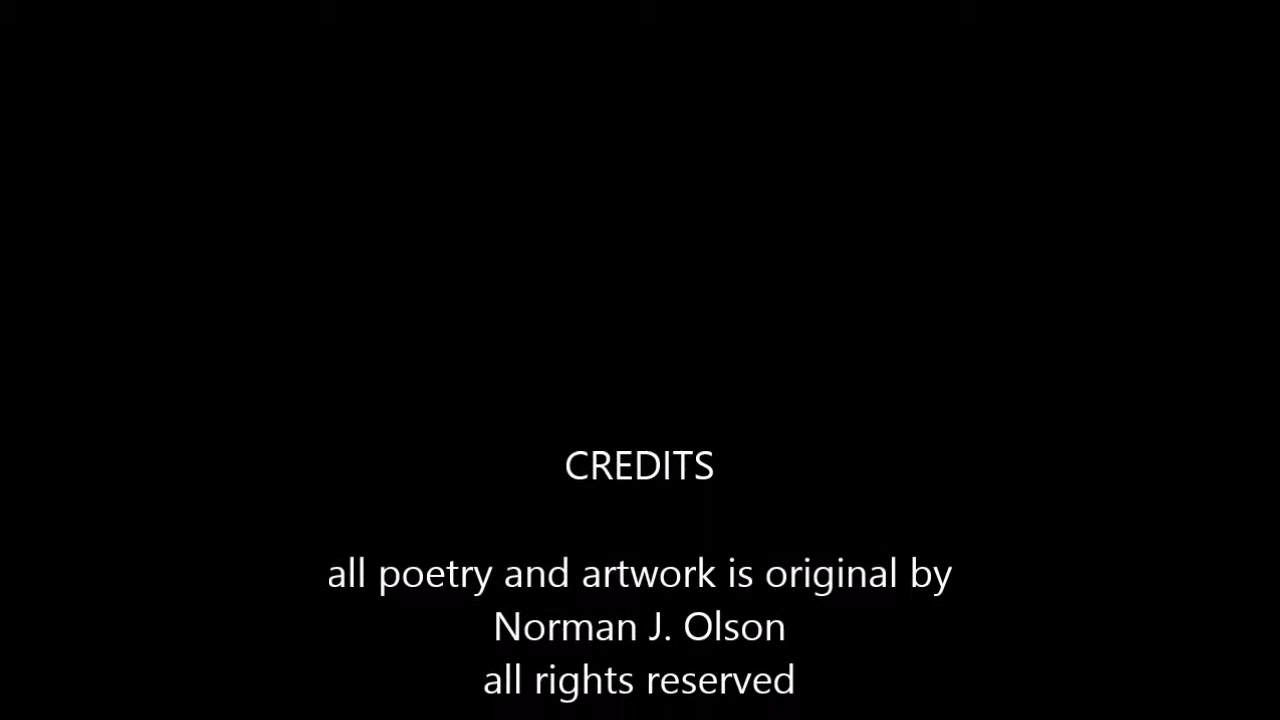 CREDITS
all poetry and artwork is original by
Norman J. Olson
all rights reserved